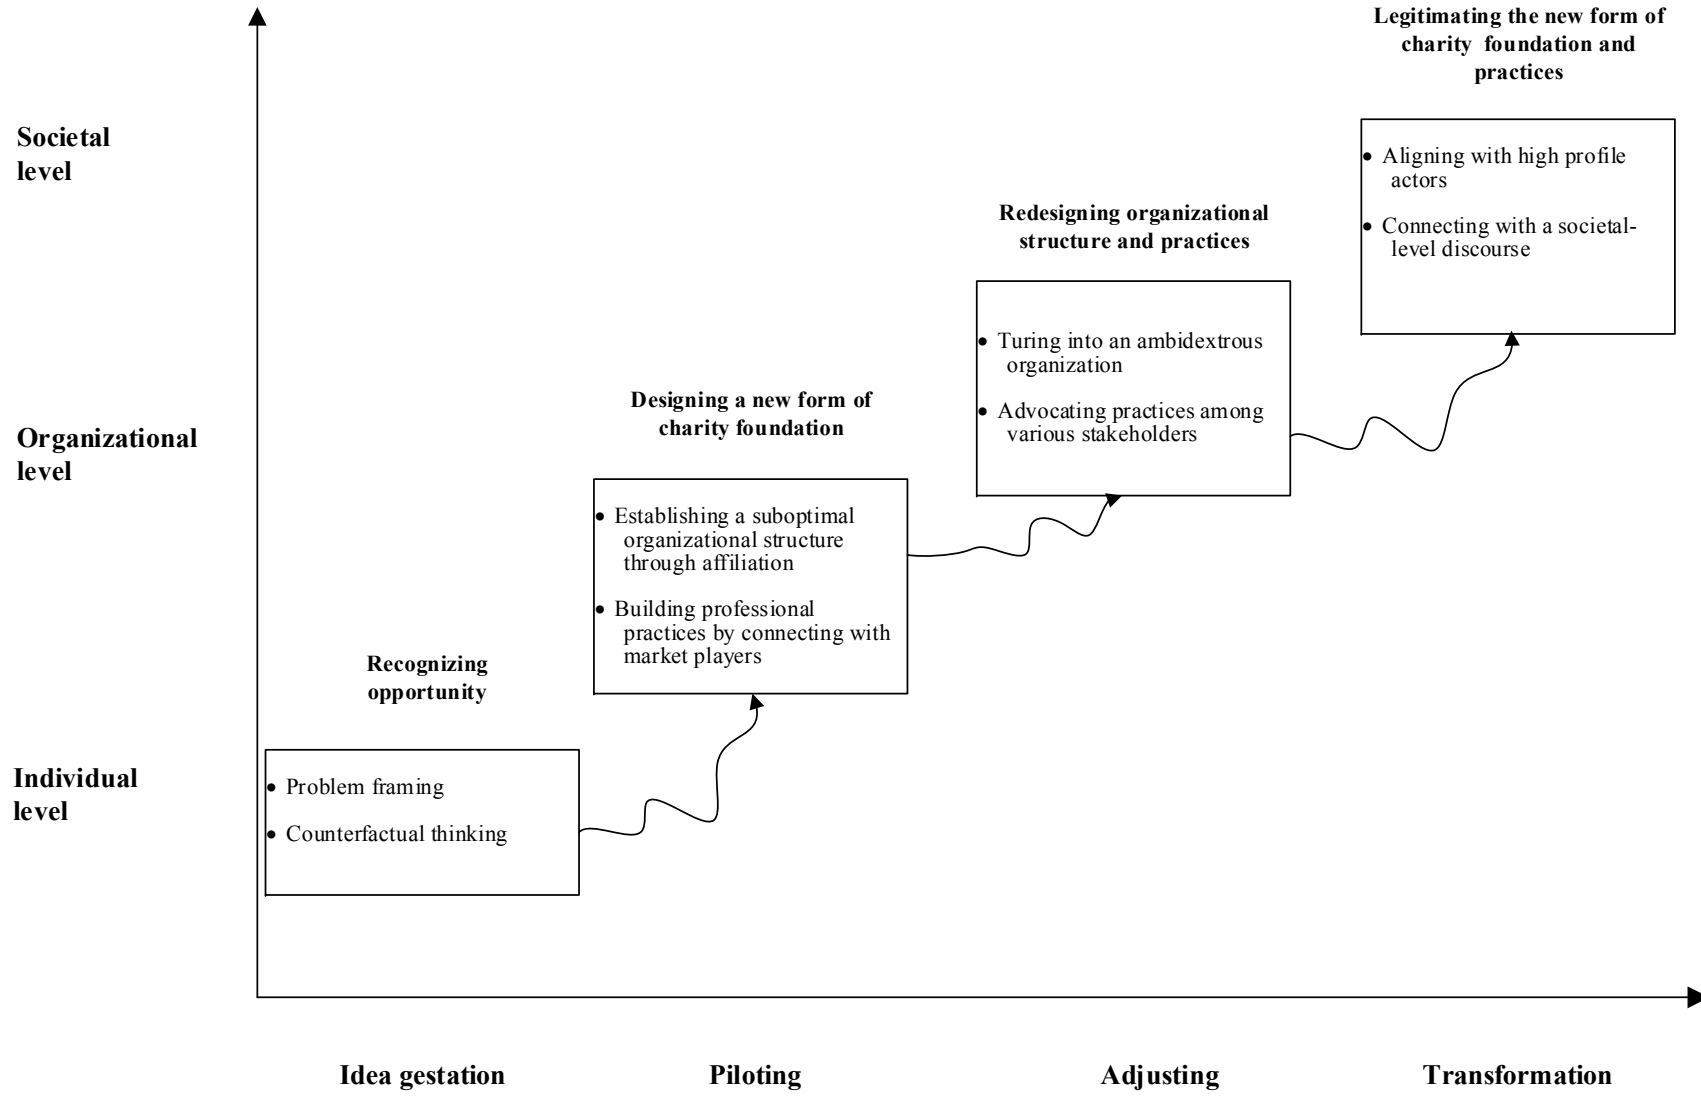 Legitimating the new form of
charity foundation and
practices
Societal
level
• Aligning with high profile
actors
• Connecting with a societal-
level discourse
Redesigning organizational
structure and practices
• Turing into an ambidextrous
organization
• Advocating practices among
various stakeholders
Organizational
level
Designing a new form of
charity foundation
• Establishing a suboptimal
organizational structure
through affiliation
• Building professional
practices by connecting with
market players
Recognizing
opportunity
Individual
level
• Problem framing
• Counterfactual thinking
Idea gestation
Piloting
Adjusting
Transformation